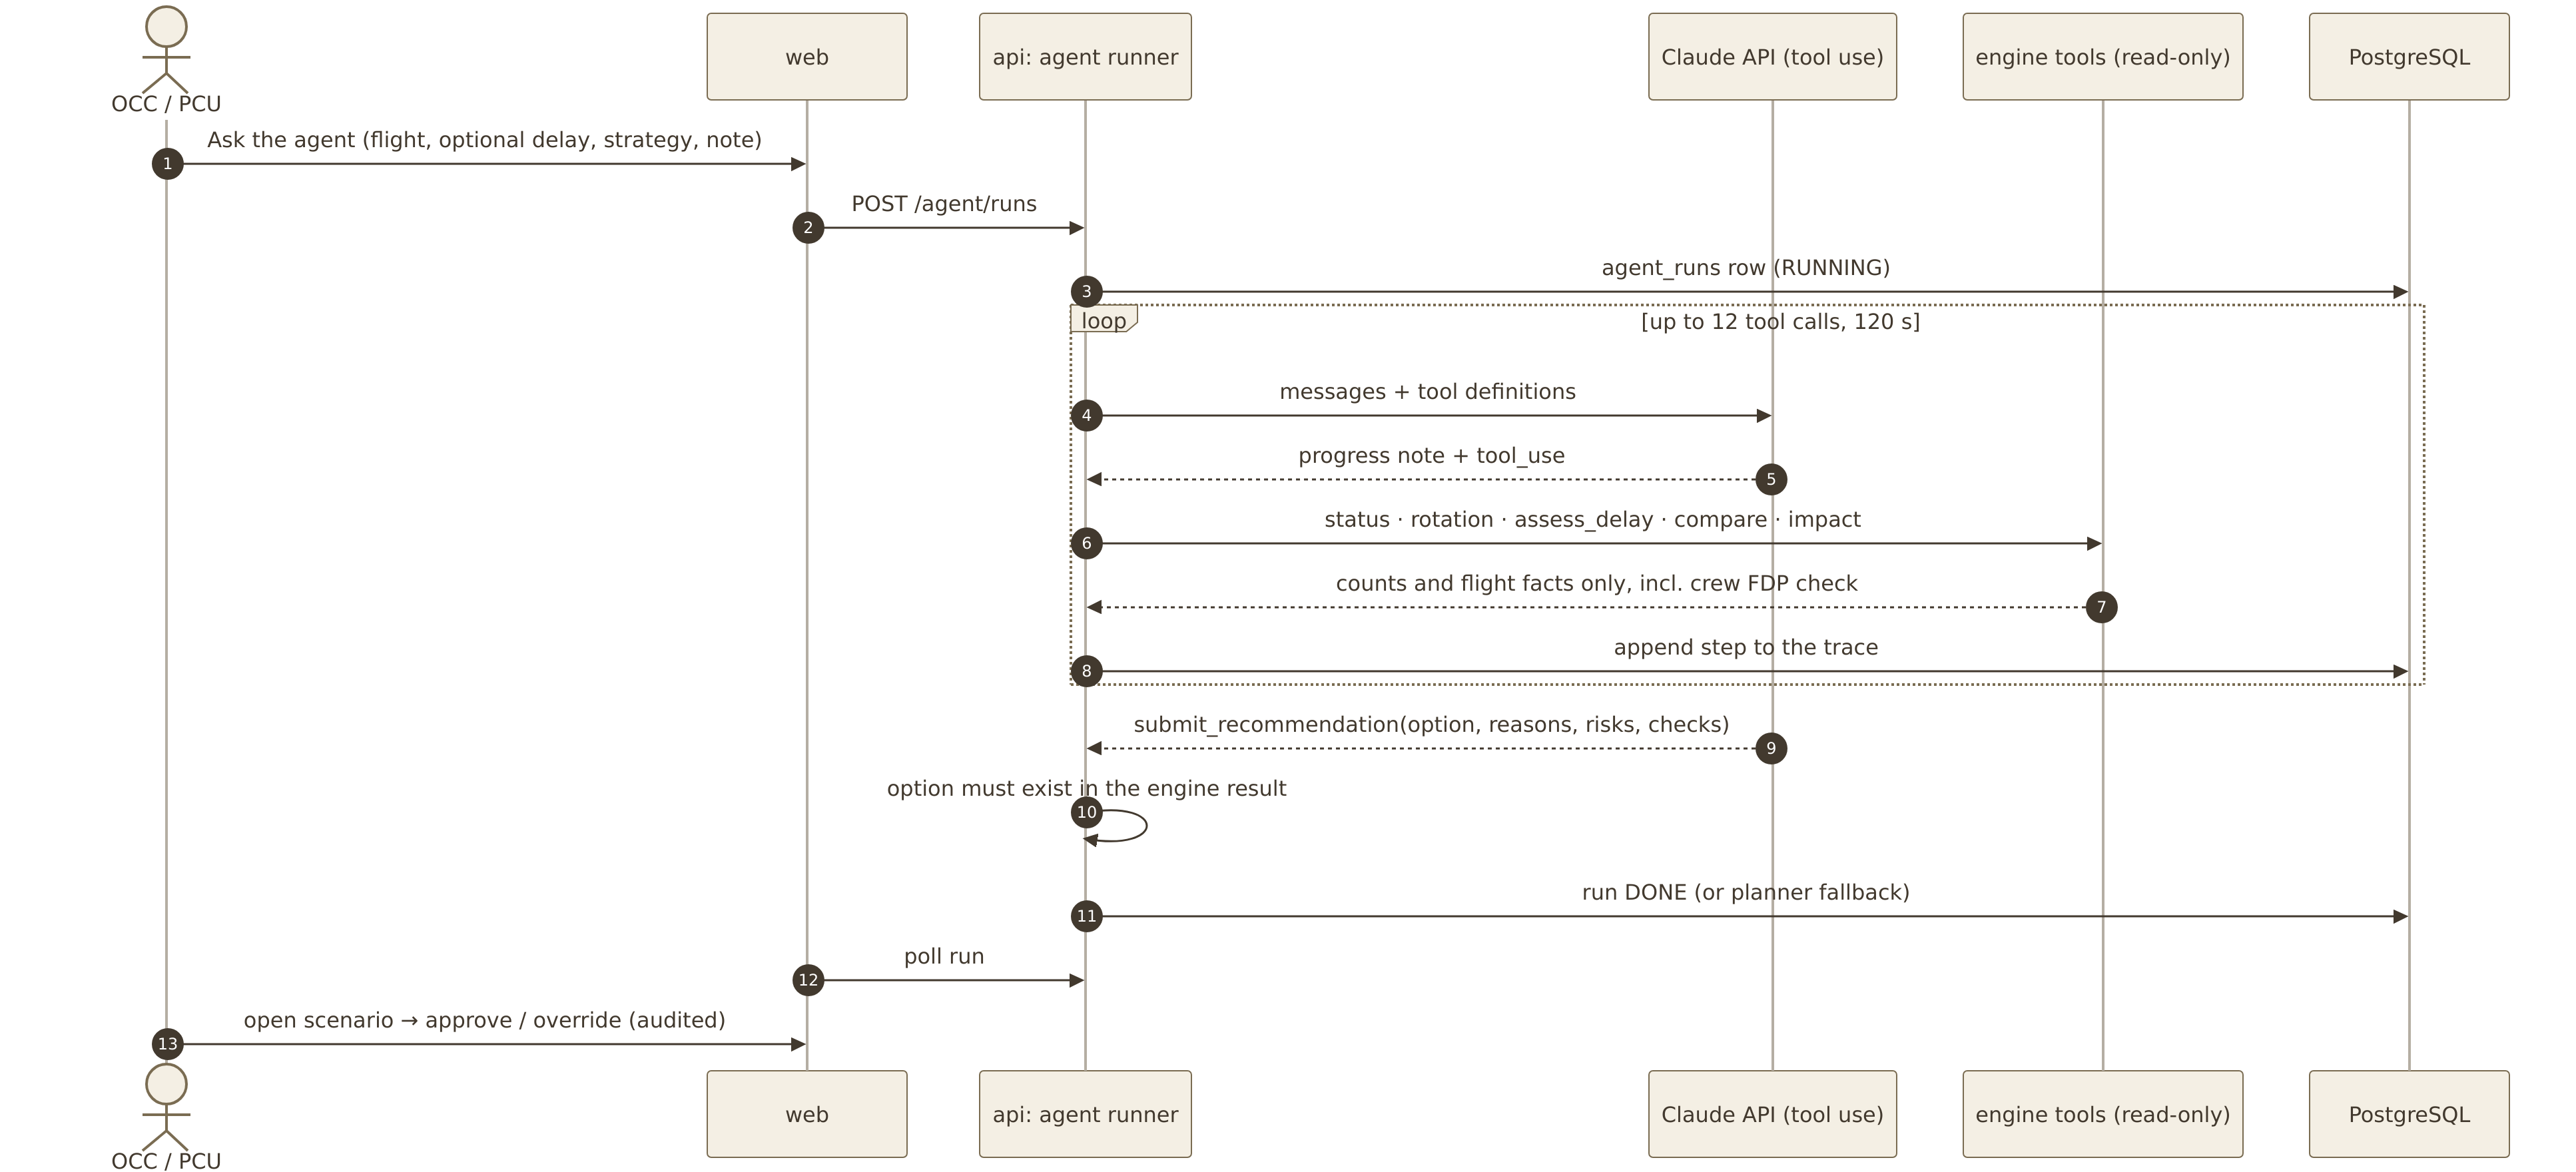 OCC / PCU
web
api: agent runner
Claude API (tool use)
engine tools (read-only)
PostgreSQL
Ask the agent (flight, optional delay, strategy, note)
1
POST /agent/runs
2
agent_runs row (RUNNING)
3
loop
[up to 12 tool calls, 120 s]
messages + tool definitions
4
progress note + tool_use
5
status · rotation · assess_delay · compare · impact
6
counts and flight facts only, incl. crew FDP check
7
append step to the trace
8
submit_recommendation(option, reasons, risks, checks)
9
option must exist in the engine result
10
run DONE (or planner fallback)
11
poll run
12
open scenario → approve / override (audited)
13
OCC / PCU
web
api: agent runner
Claude API (tool use)
engine tools (read-only)
PostgreSQL